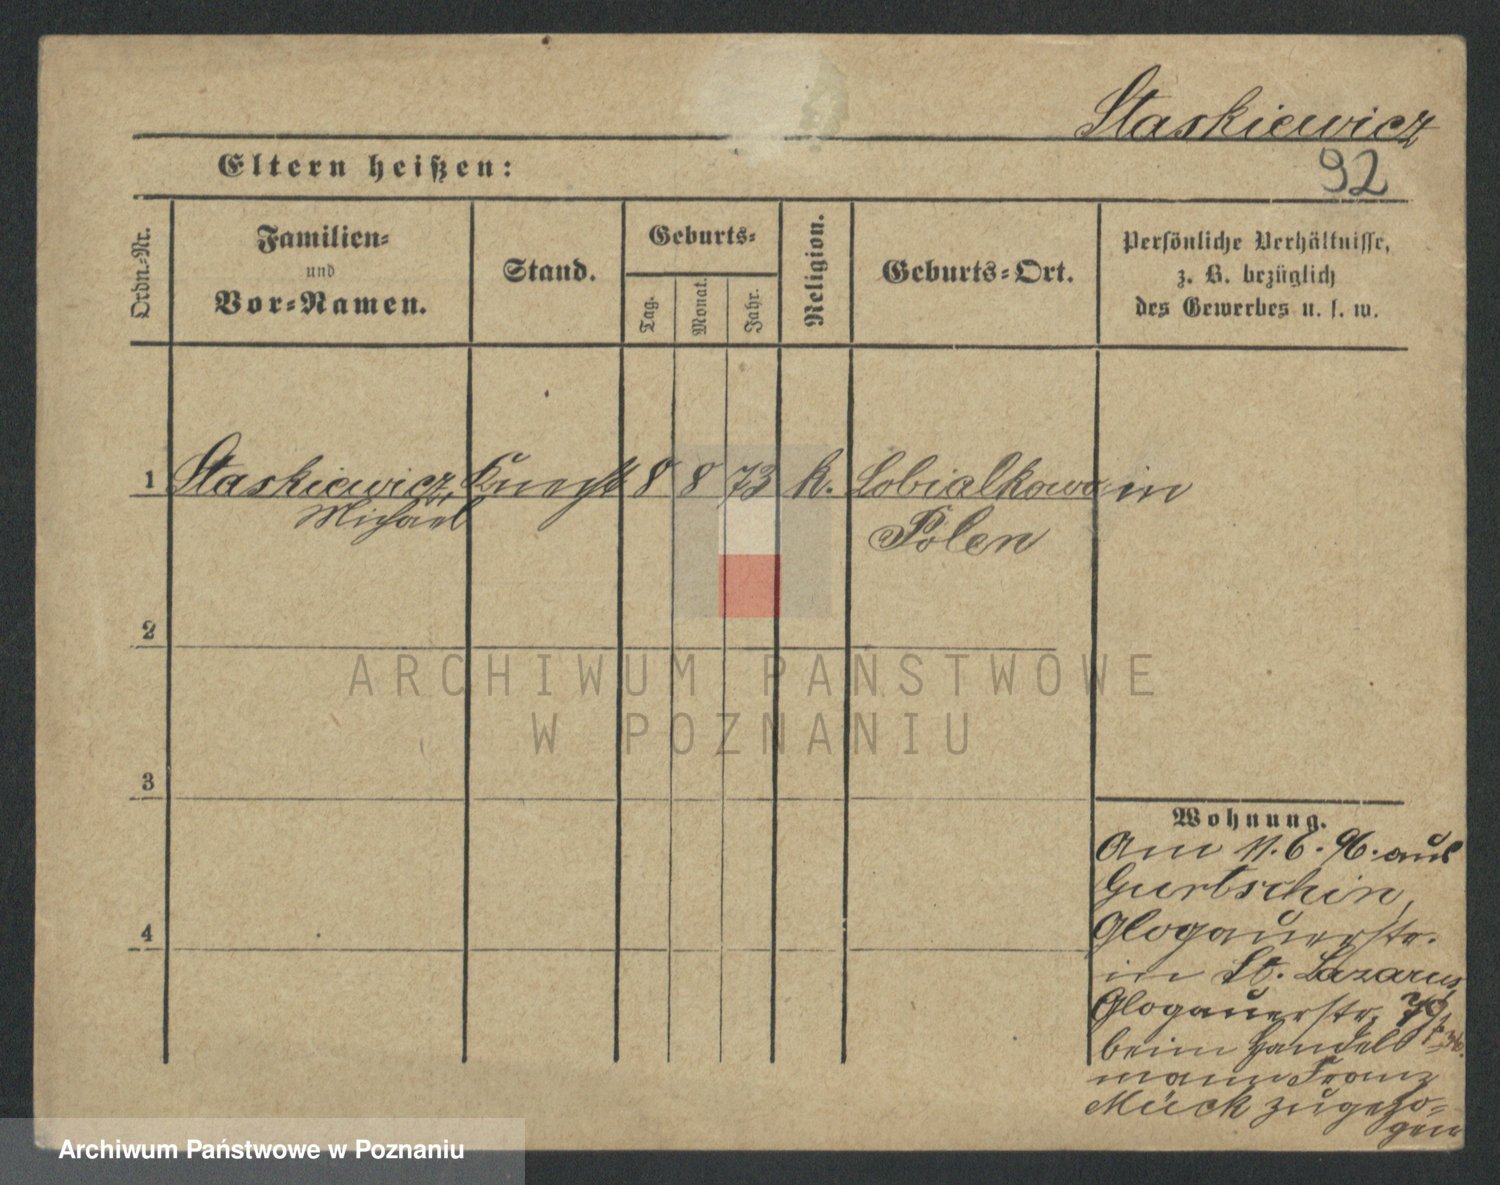 Staskiewicz
92
Eltern heißen:
Ordn.-Nr.
Familien-
und
Vor-Namen.
Stand.
Geburts-
Tag.
Monat.
Jahr.
Religion.
Geburts-Ort.
Persönliche Verhältnisse,
z. B. bezüglich
des Gewerbes u. s. w.
1 Staskiewicz, Knecht 8 8 73 k. Lobialkowo in
Michael
Polen
2
ARCHIWUM PAŃSTWOWE
W POZNANIU
3
Wohnung.
Am 11.6.96. aus
Gurtschin,
4
Glogauerstr.
in St. Lazarus,
Glogauerstr.
beim Handels
mann Franz
Mück zugezo-
gen
Archiwum Państwowe w Poznaniu